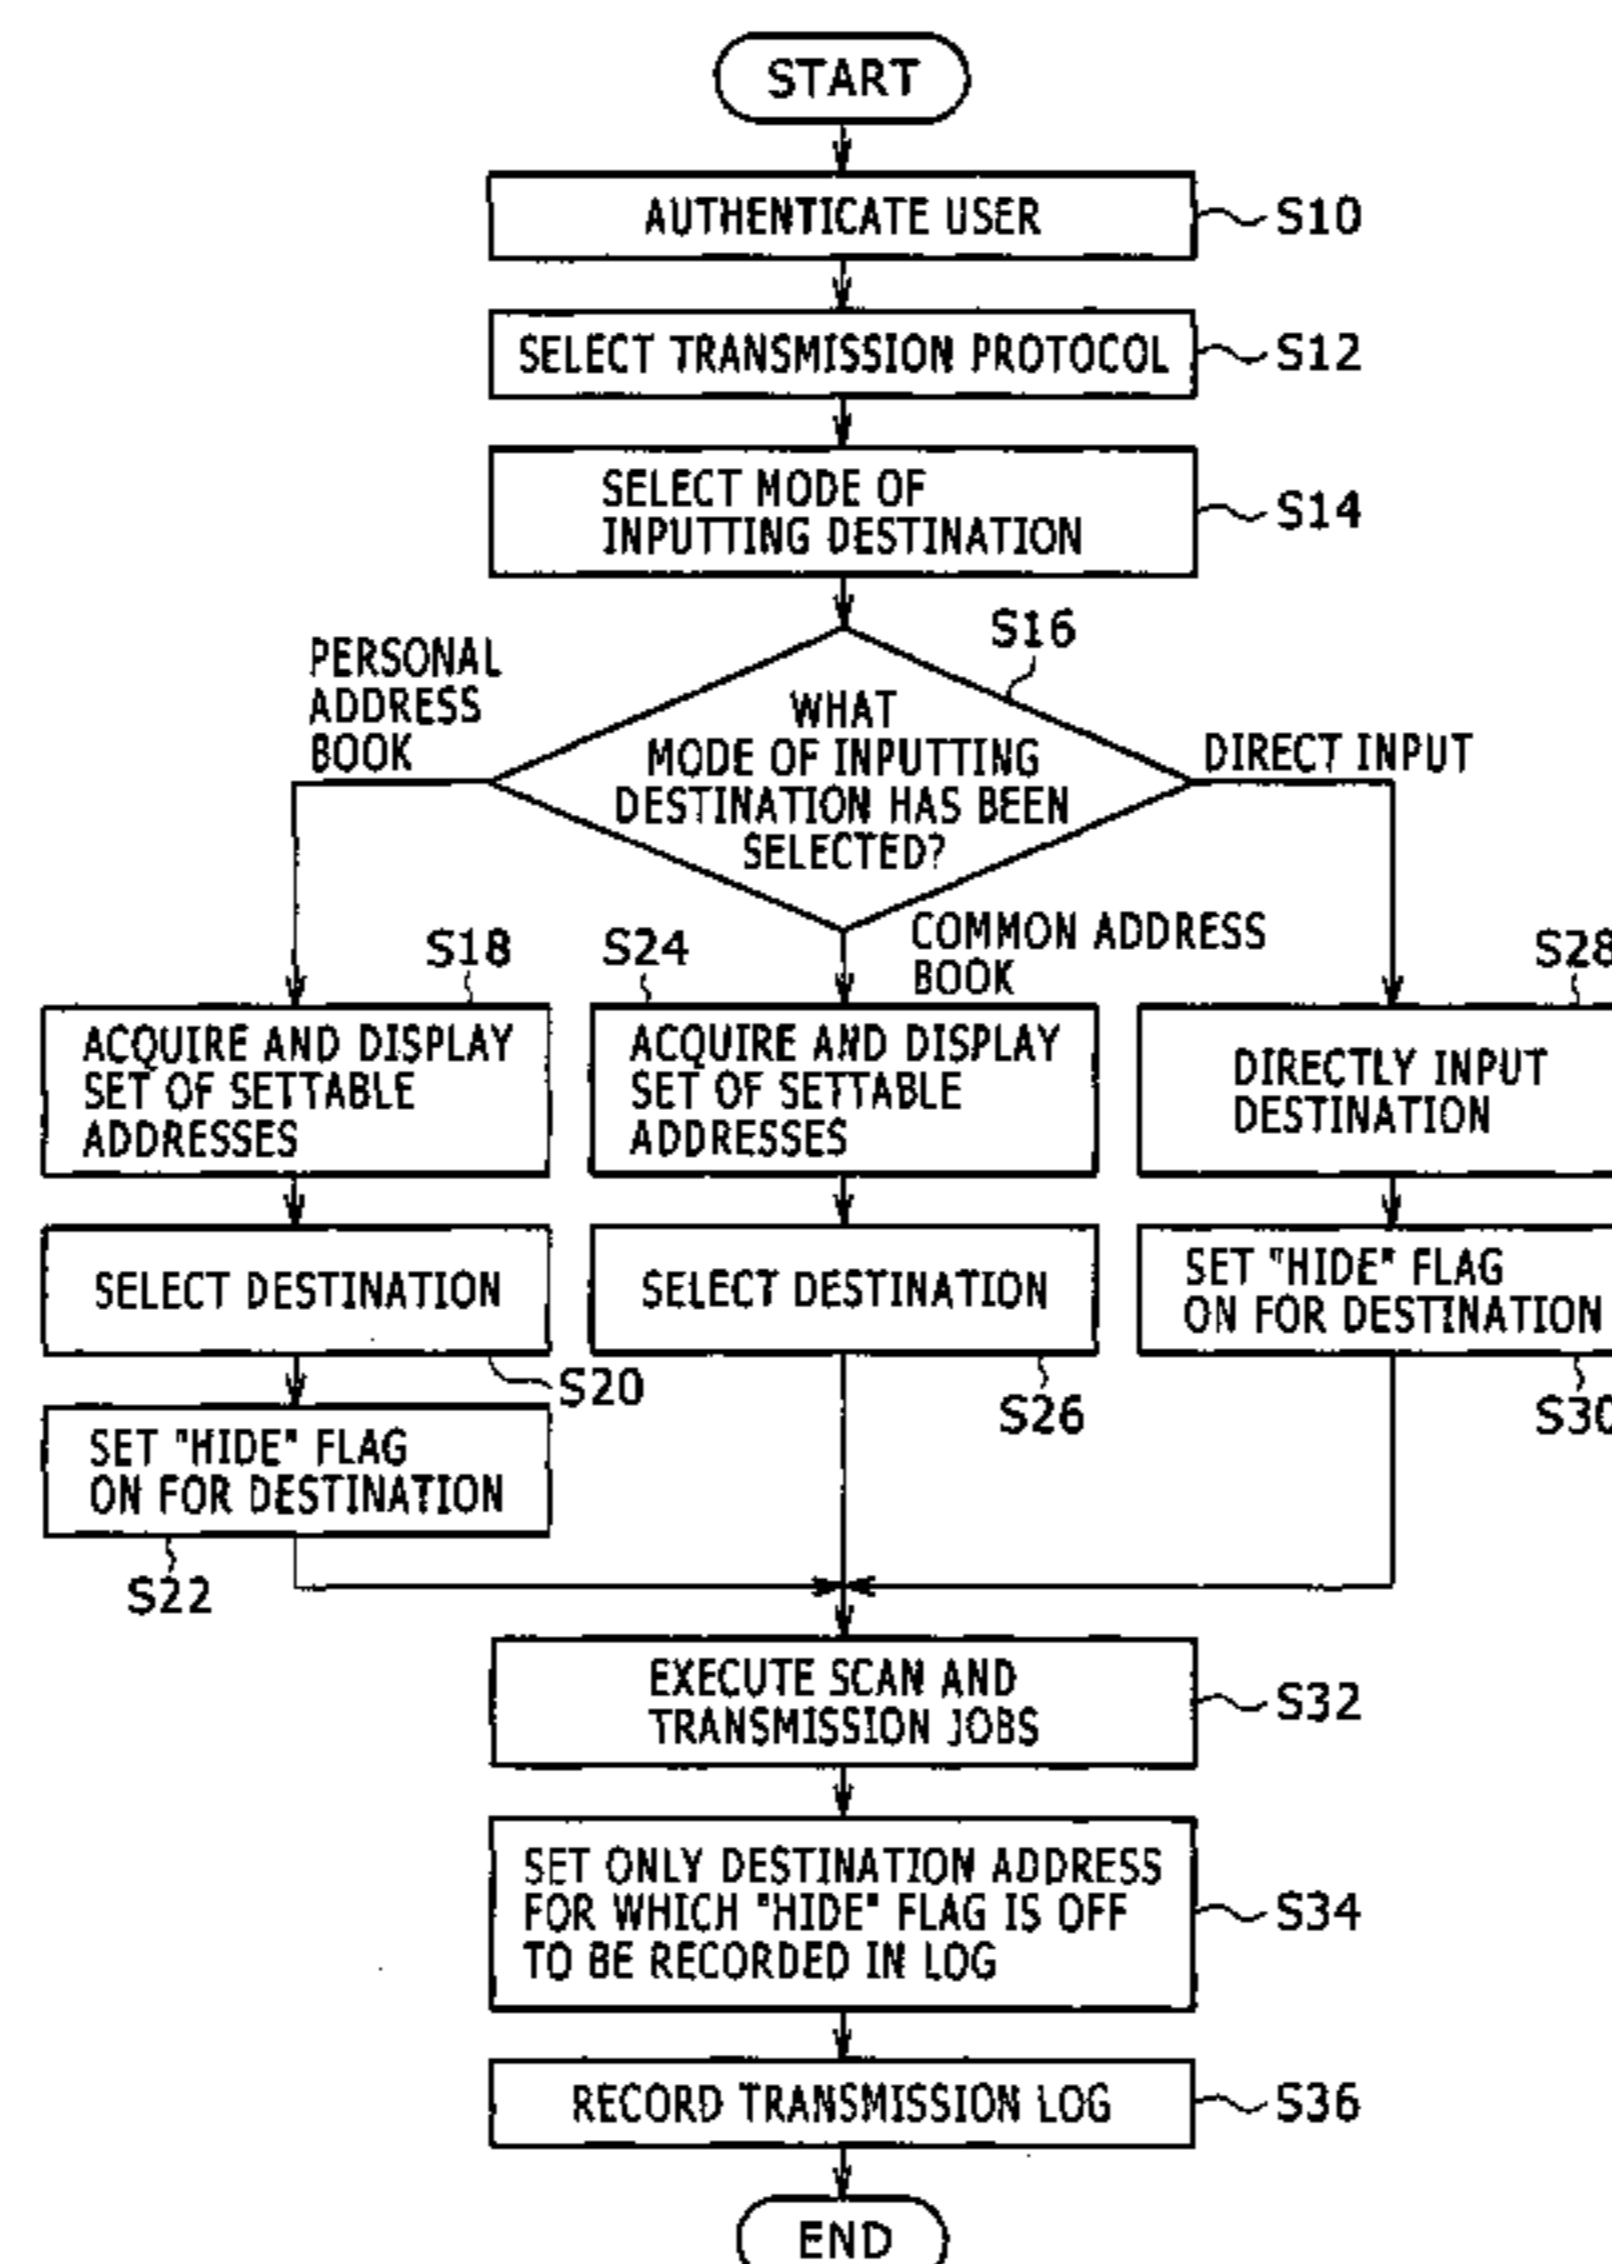 START
AUTHENTICATE USER
S10
SELECT TRANSMISSION PROTOCOL
S12
SELECT MODE OF
INPUTTING DESTINATION
S14
S16
WHAT
MODE OF INPUTTING
DESTINATION HAS BEEN
SELECTED?
PERSONAL
ADDRESS
BOOK
DIRECT INPUT
COMMON ADDRESS
BOOK
S18
ACQUIRE AND DISPLAY
SET OF SETTABLE
ADDRESSES
SELECT DESTINATION
S20
SET "HIDE" FLAG
ON FOR DESTINATION
S22
S24
ACQUIRE AND DISPLAY
SET OF SETTABLE
ADDRESSES
SELECT DESTINATION
S26
S28
DIRECTLY INPUT
DESTINATION
SET "HIDE" FLAG
ON FOR DESTINATION
S30
EXECUTE SCAN AND
TRANSMISSION JOBS
S32
SET ONLY DESTINATION ADDRESS
FOR WHICH "HIDE" FLAG IS OFF
TO BE RECORDED IN LOG
S34
RECORD TRANSMISSION LOG
S36
END